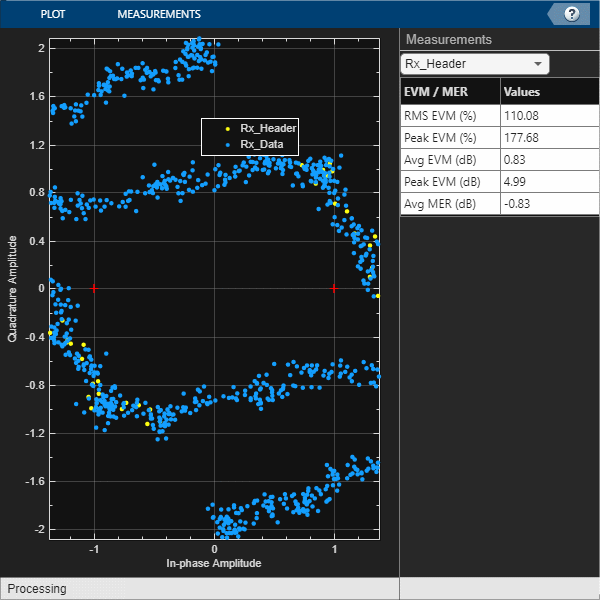 PLOT MEASUREMENTS ?
Measurements
Rx_Header
EVM / MER Values
RMS EVM (%) 110.08
Peak EVM (%) 177.68
Avg EVM (dB) 0.83
Peak EVM (dB) 4.99
Avg MER (dB) -0.83
Rx_Header
Rx_Data
2
1.6
1.2
0.8
0.4
0
-0.4
-0.8
-1.2
-1.6
-2
Quadrature Amplitude
-1 0 1
In-phase Amplitude
Processing